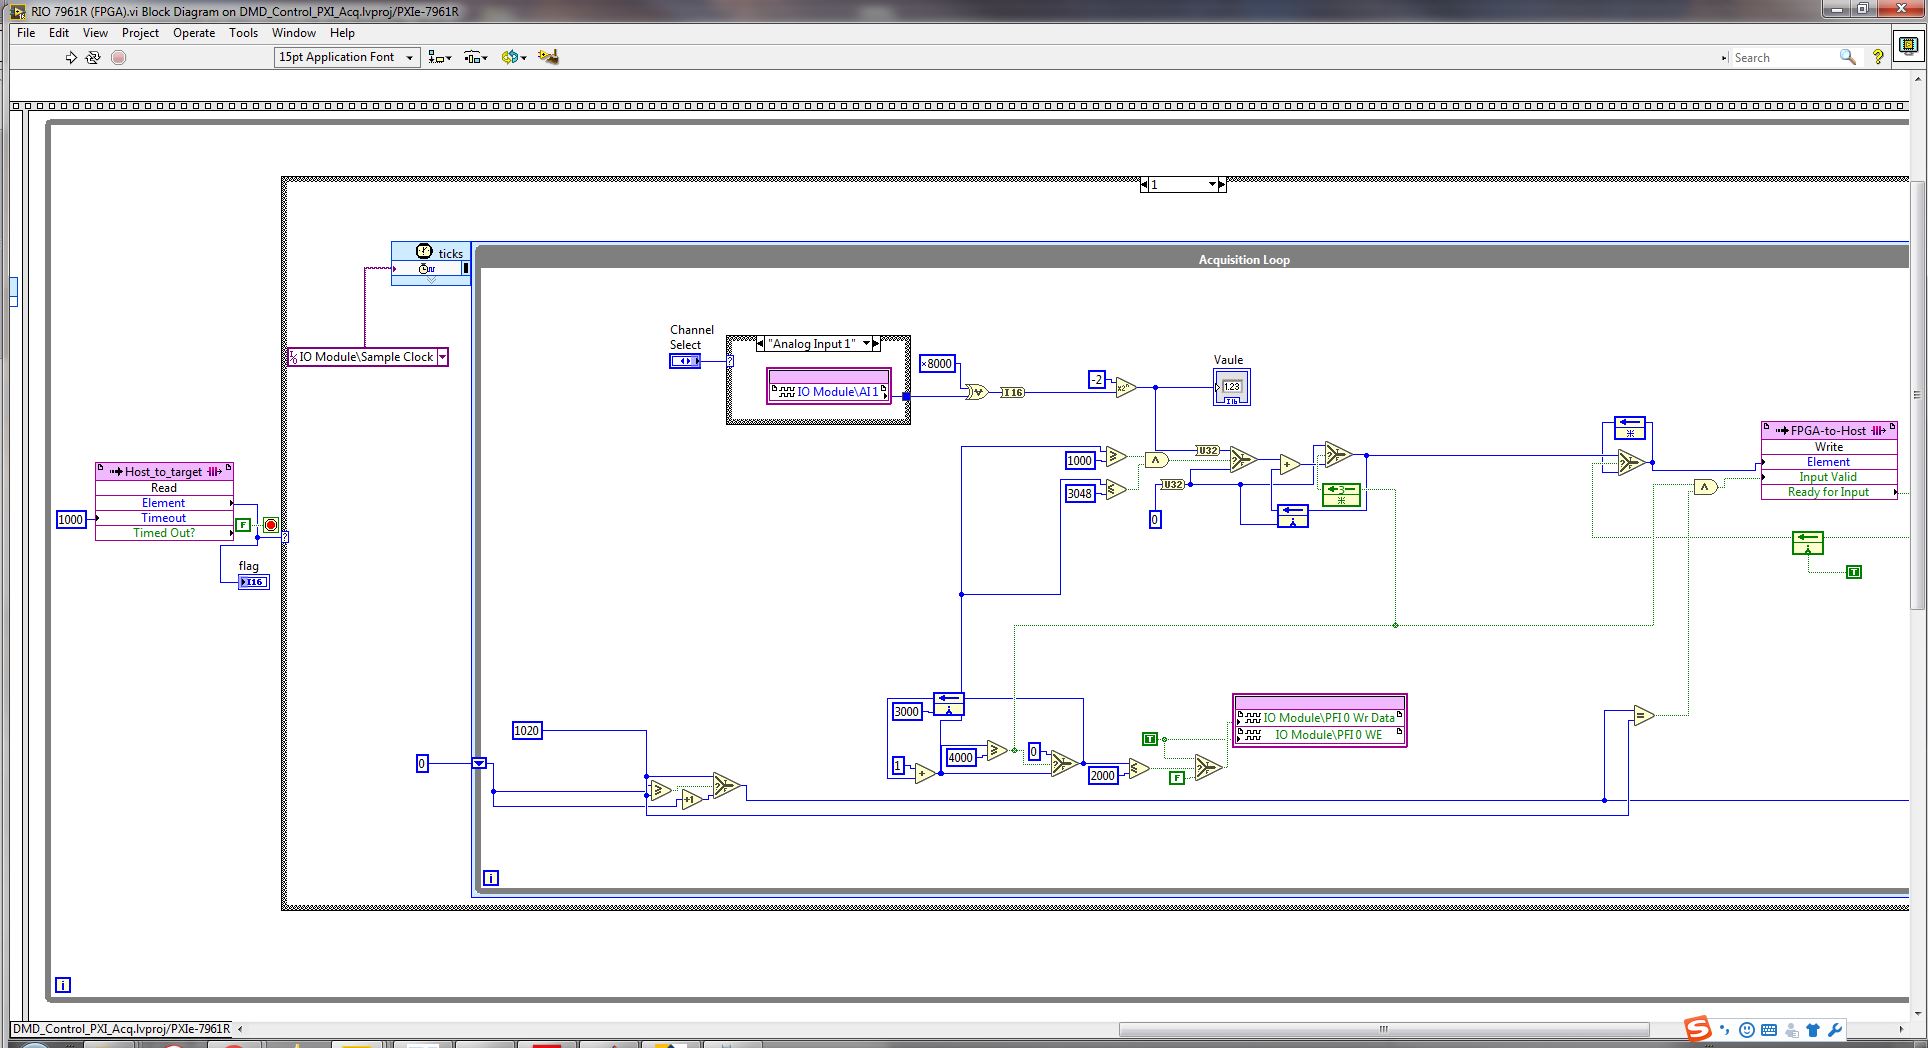 RIO 7961R (FPGA).vi Block Diagram on DMD_Control_PXI_Acq.lvproj/PXIe-7961R
File Edit View Project Operate Tools Window Help
15pt Application Font
Search
1
ticks
Acquisition Loop
Channel
Select
"Analog Input 1"
IO Module\Sample Clock
×8000
Vaule
IO Module\AI 1
I16
-2
x2^n
1.23
FPGA-to-Host
Write
Element
Input Valid
Ready for Input
1000
U32
3048
U32
3
0
Host_to_target
Read
Element
1000
Timeout
F
Timed Out?
flag
I16
T
3000
IO Module\PFI 0 Wr Data
IO Module\PFI 0 WE
1020
T
0
1
4000
0
2000
F
+1
i
i
DMD_Control_PXI_Acq.lvproj/PXIe-7961R